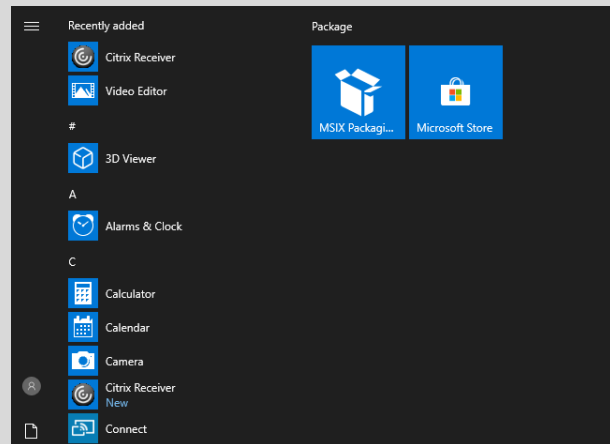 Recently added
Citrix Receiver
Video Editor
#
3D Viewer
A
Alarms & Clock
C
Calculator
Calendar
Camera
Citrix Receiver
New
Connect
Package
MSIX Packagi...
Microsoft Store